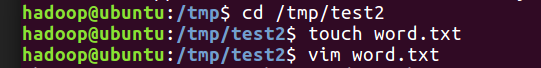 hadoop@ubuntu:/tmp$ cd /tmp/test2
hadoop@ubuntu:/tmp/test2$ touch word.txt
hadoop@ubuntu:/tmp/test2$ vim word.txt